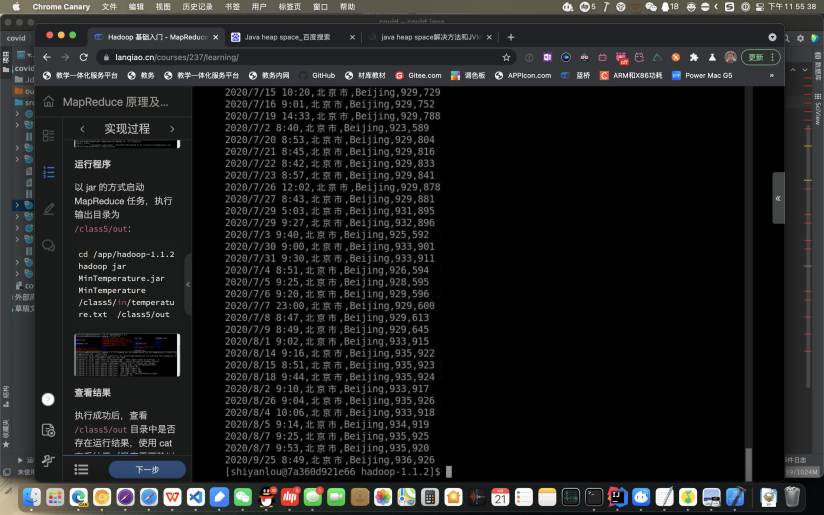 Chrome Canary 文件 编辑 视图 历史记录 书签 用户 标签页 窗口 帮助
下午11 55 38
covid – covid.java
covid
Hadoop 基础入门 - MapReduce
Java heap space_百度搜索
java heap space解决方法和JVM
lanqiao.cn/courses/237/learning/
更新
教学一体化服务平台 教务 教学一体化服务平台 教务内网 GitHub 材库教材 Gitee.com 调色板 APPIcon.com 蓝桥 ARM和X86功耗 Power Mac G5 »
MapReduce 原理及...
实现过程
运行程序
以 jar 的方式启动
MapReduce 任务，执行
输出目录为
/class5/out：
cd /app/hadoop-1.1.2
hadoop jar
MinTemperature.jar
MinTemperature
/class5/in/temperatu
re.txt /class5/out
查看结果
执行成功后，查看
/class5/out 目录中是否
存在运行结果，使用 cat
下一步
2020/7/15 10:20,北京市,Beijing,929,729
2020/7/16 9:01,北京市,Beijing,929,752
2020/7/19 14:33,北京市,Beijing,929,788
2020/7/2 8:40,北京市,Beijing,923,589
2020/7/20 8:53,北京市,Beijing,929,804
2020/7/21 8:45,北京市,Beijing,929,816
2020/7/22 8:42,北京市,Beijing,929,833
2020/7/23 8:57,北京市,Beijing,929,841
2020/7/26 12:02,北京市,Beijing,929,878
2020/7/27 8:43,北京市,Beijing,929,881
2020/7/29 5:03,北京市,Beijing,931,895
2020/7/29 9:27,北京市,Beijing,932,896
2020/7/3 9:40,北京市,Beijing,925,592
2020/7/30 9:00,北京市,Beijing,933,901
2020/7/31 9:30,北京市,Beijing,933,911
2020/7/4 8:51,北京市,Beijing,926,594
2020/7/5 9:25,北京市,Beijing,928,595
2020/7/6 9:20,北京市,Beijing,929,596
2020/7/7 23:00,北京市,Beijing,929,600
2020/7/8 8:47,北京市,Beijing,929,613
2020/7/9 8:49,北京市,Beijing,929,645
2020/8/1 9:02,北京市,Beijing,933,915
2020/8/14 9:16,北京市,Beijing,935,922
2020/8/15 8:51,北京市,Beijing,935,923
2020/8/18 9:44,北京市,Beijing,935,924
2020/8/2 9:10,北京市,Beijing,933,917
2020/8/26 9:04,北京市,Beijing,935,926
2020/8/4 10:06,北京市,Beijing,933,918
2020/8/5 9:14,北京市,Beijing,934,919
2020/8/7 9:25,北京市,Beijing,935,925
2020/8/7 9:53,北京市,Beijing,935,920
2020/9/25 8:49,北京市,Beijing,936,926
[shiyanlou@7a360d921e66 hadoop-1.1.2]$